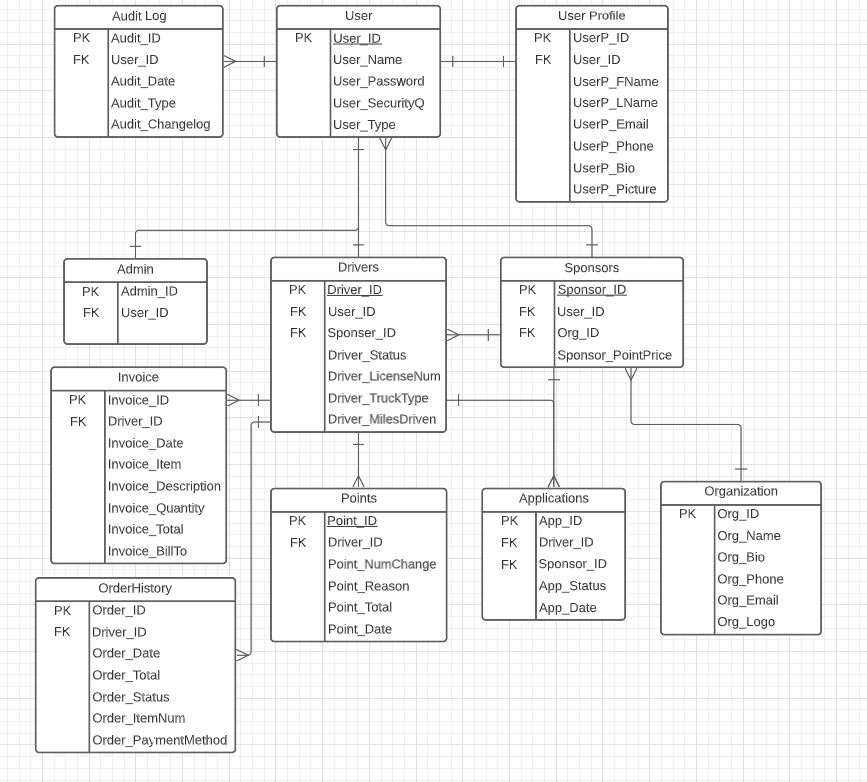 Audit Log
PK Audit_ID
FK User_ID
Audit_Date
Audit_Type
Audit_Changelog
User
PK User_ID
User_Name
User_Password
User_SecurityQ
User_Type
User Profile
PK UserP_ID
FK User_ID
UserP_FName
UserP_LName
UserP_Email
UserP_Phone
UserP_Bio
UserP_Picture
Admin
PK Admin_ID
FK User_ID
Drivers
PK Driver_ID
FK User_ID
FK Sponser_ID
Driver_Status
Driver_LicenseNum
Driver_TruckType
Driver_MilesDriven
Sponsors
PK Sponsor_ID
FK User_ID
FK Org_ID
Sponsor_PointPrice
Invoice
PK Invoice_ID
FK Driver_ID
Invoice_Date
Invoice_Item
Invoice_Description
Invoice_Quantity
Invoice_Total
Invoice_BillTo
Points
PK Point_ID
FK Driver_ID
Point_NumChange
Point_Reason
Point_Total
Point_Date
Applications
PK App_ID
FK Driver_ID
FK Sponsor_ID
App_Status
App_Date
Organization
PK Org_ID
Org_Name
Org_Bio
Org_Phone
Org_Email
Org_Logo
OrderHistory
PK Order_ID
FK Driver_ID
Order_Date
Order_Total
Order_Status
Order_ItemNum
Order_PaymentMethod